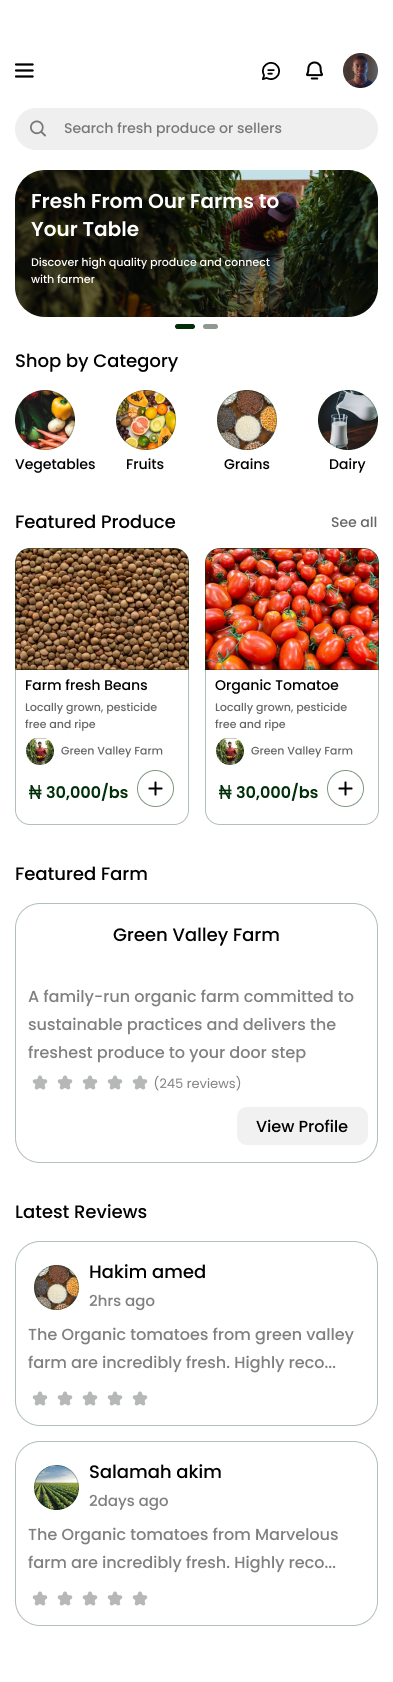 Search fresh produce or sellers
Fresh From Our Farms to
Your Table
Discover high quality produce and connect
with farmer
Shop by Category
Vegetables
Fruits
Grains
Dairy
Featured Produce
See all
Farm fresh Beans
Locally grown, pesticide
free and ripe
Green Valley Farm
₦ 30,000/bs
Organic Tomatoe
Locally grown, pesticide
free and ripe
Green Valley Farm
₦ 30,000/bs
Featured Farm
Green Valley Farm
A family-run organic farm committed to
sustainable practices and delivers the
freshest produce to your door step
(245 reviews)
View Profile
Latest Reviews
Hakim amed
2hrs ago
The Organic tomatoes from green valley
farm are incredibly fresh. Highly reco...
Salamah akim
2days ago
The Organic tomatoes from Marvelous
farm are incredibly fresh. Highly reco...